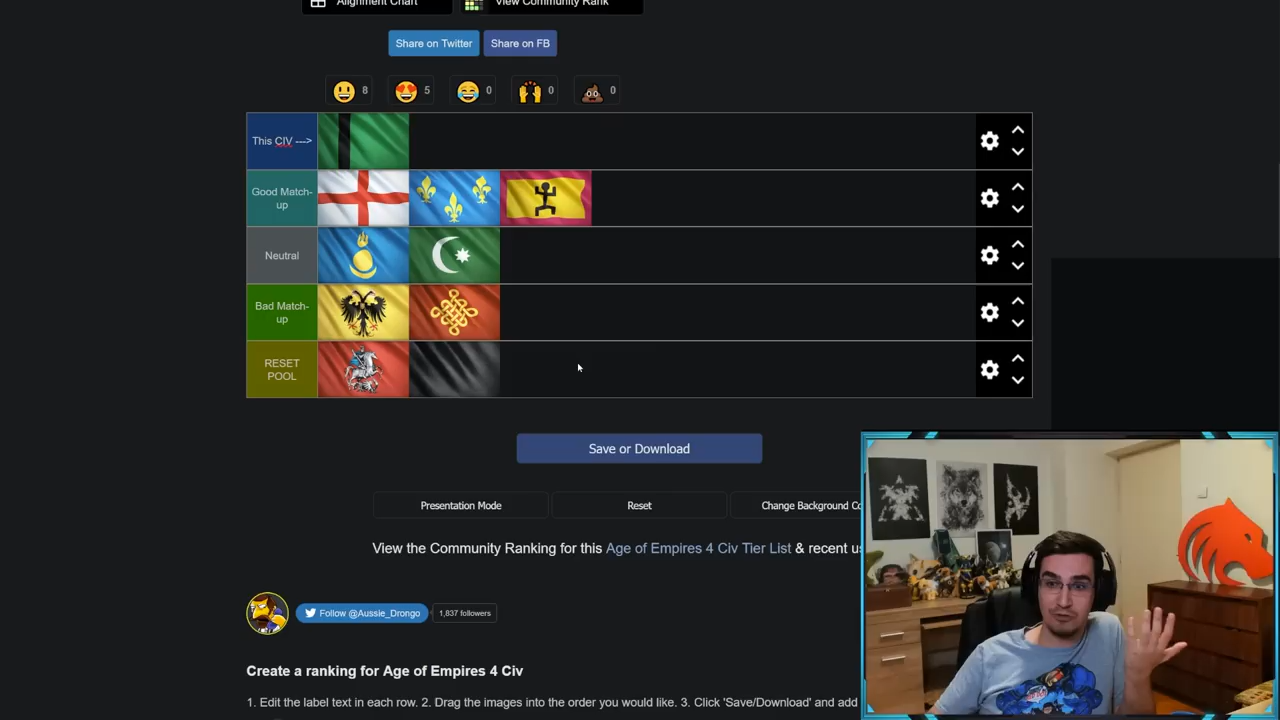 Alignment Chart
View Community Rank
Share on Twitter
Share on FB
8
5
0
0
0
This CIV --->
Good Match-
up
Neutral
Bad Match-
up
RESET
POOL
Save or Download
Presentation Mode
Reset
Change Background Co
View the Community Ranking for this Age of Empires 4 Civ Tier List & recent us
Follow @Aussie_Drongo
1,837 followers
Create a ranking for Age of Empires 4 Civ
1. Edit the label text in each row. 2. Drag the images into the order you would like. 3. Click 'Save/Download' and add